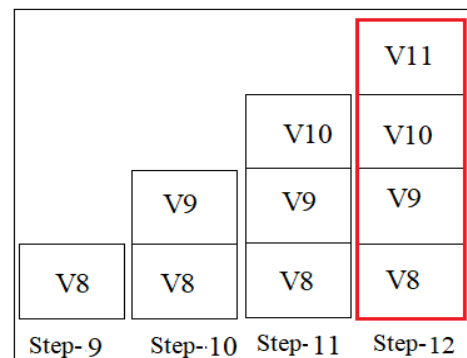 V11
V10 V10
V9 V9 V9
V8 V8 V8 V8
Step- 9 Step-·10 Step-11 Step-12